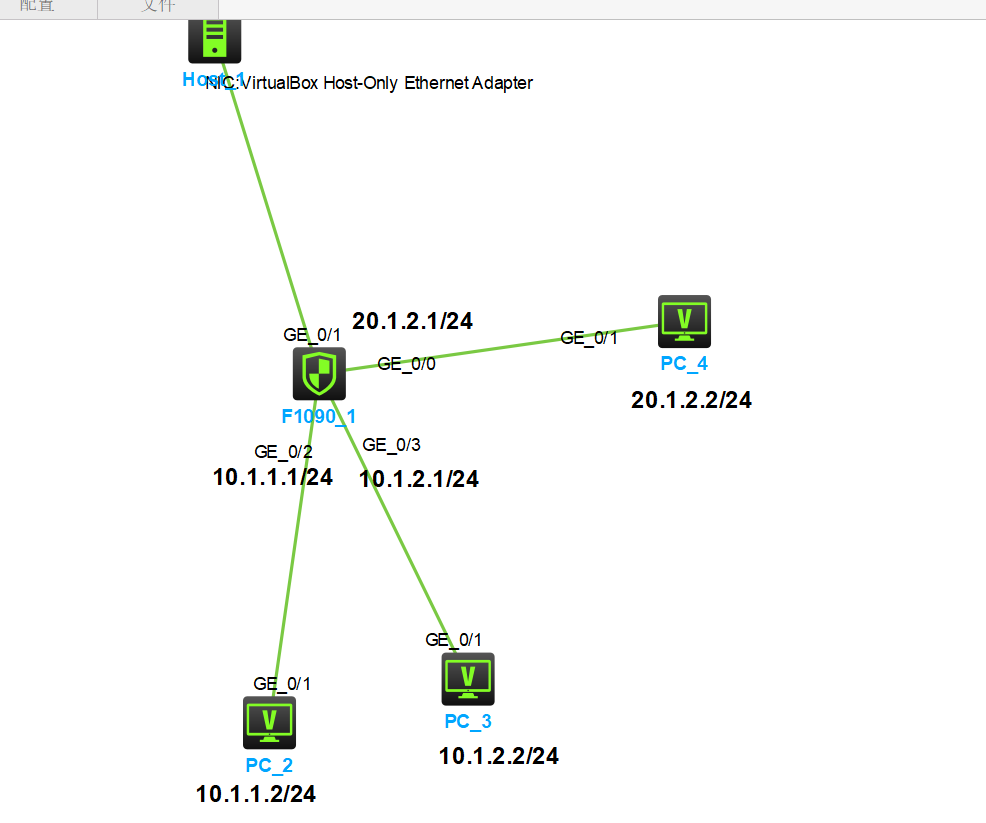 配置 文件
Host_1
NIC:VirtualBox Host-Only Ethernet Adapter
20.1.2.1/24
GE_0/1
GE_0/1
GE_0/0
PC_4
20.1.2.2/24
F1090_1
GE_0/3
GE_0/2
10.1.1.1/24
10.1.2.1/24
GE_0/1
GE_0/1
PC_3
10.1.2.2/24
PC_2
10.1.1.2/24